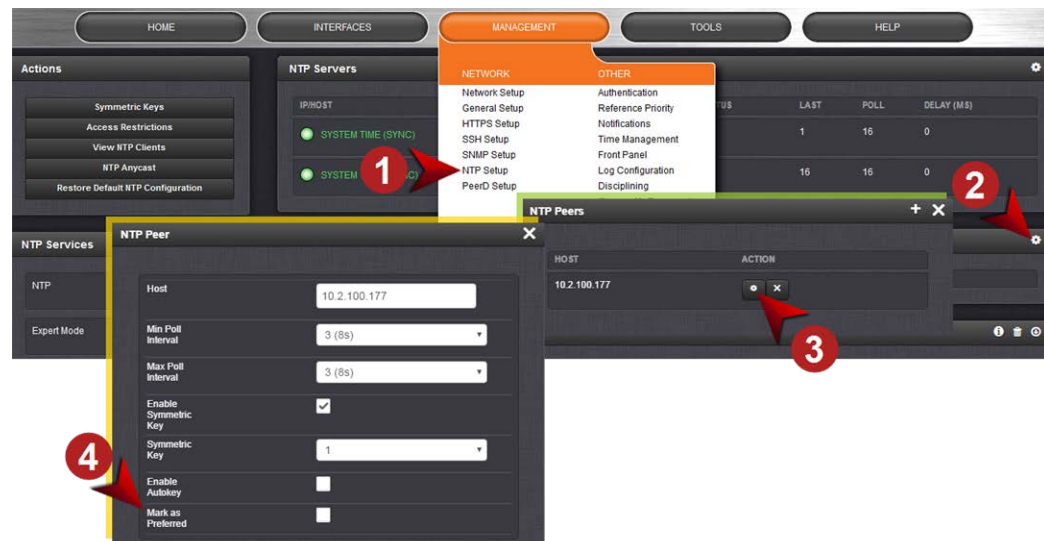 HOME
INTERFACES
MANAGEMENT
TOOLS
HELP
Actions
Symmetric Keys
Access Restrictions
View NTP Clients
NTP Anycast
Restore Default NTP Configuration
NTP Servers
IP/HOST
LAST
POLL
DELAY (MS)
SYSTEM TIME (SYNC)
1
16
0
SYSTEM
16
16
0
NETWORK
Network Setup
General Setup
HTTPS Setup
SSH Setup
SNMP Setup
NTP Setup
PeerD Setup
OTHER
Authentication
Reference Priority
Notifications
Time Management
Front Panel
Log Configuration
Disciplining
1
2
NTP Peers
HOST
ACTION
10.2.100.177
3
NTP Services
NTP
Expert Mode
NTP Peer
Host
10.2.100.177
Min Poll
Interval
3 (8s)
Max Poll
Interval
3 (8s)
Enable
Symmetric
Key
Symmetric
Key
1
Enable
Autokey
Mark as
Preferred
4